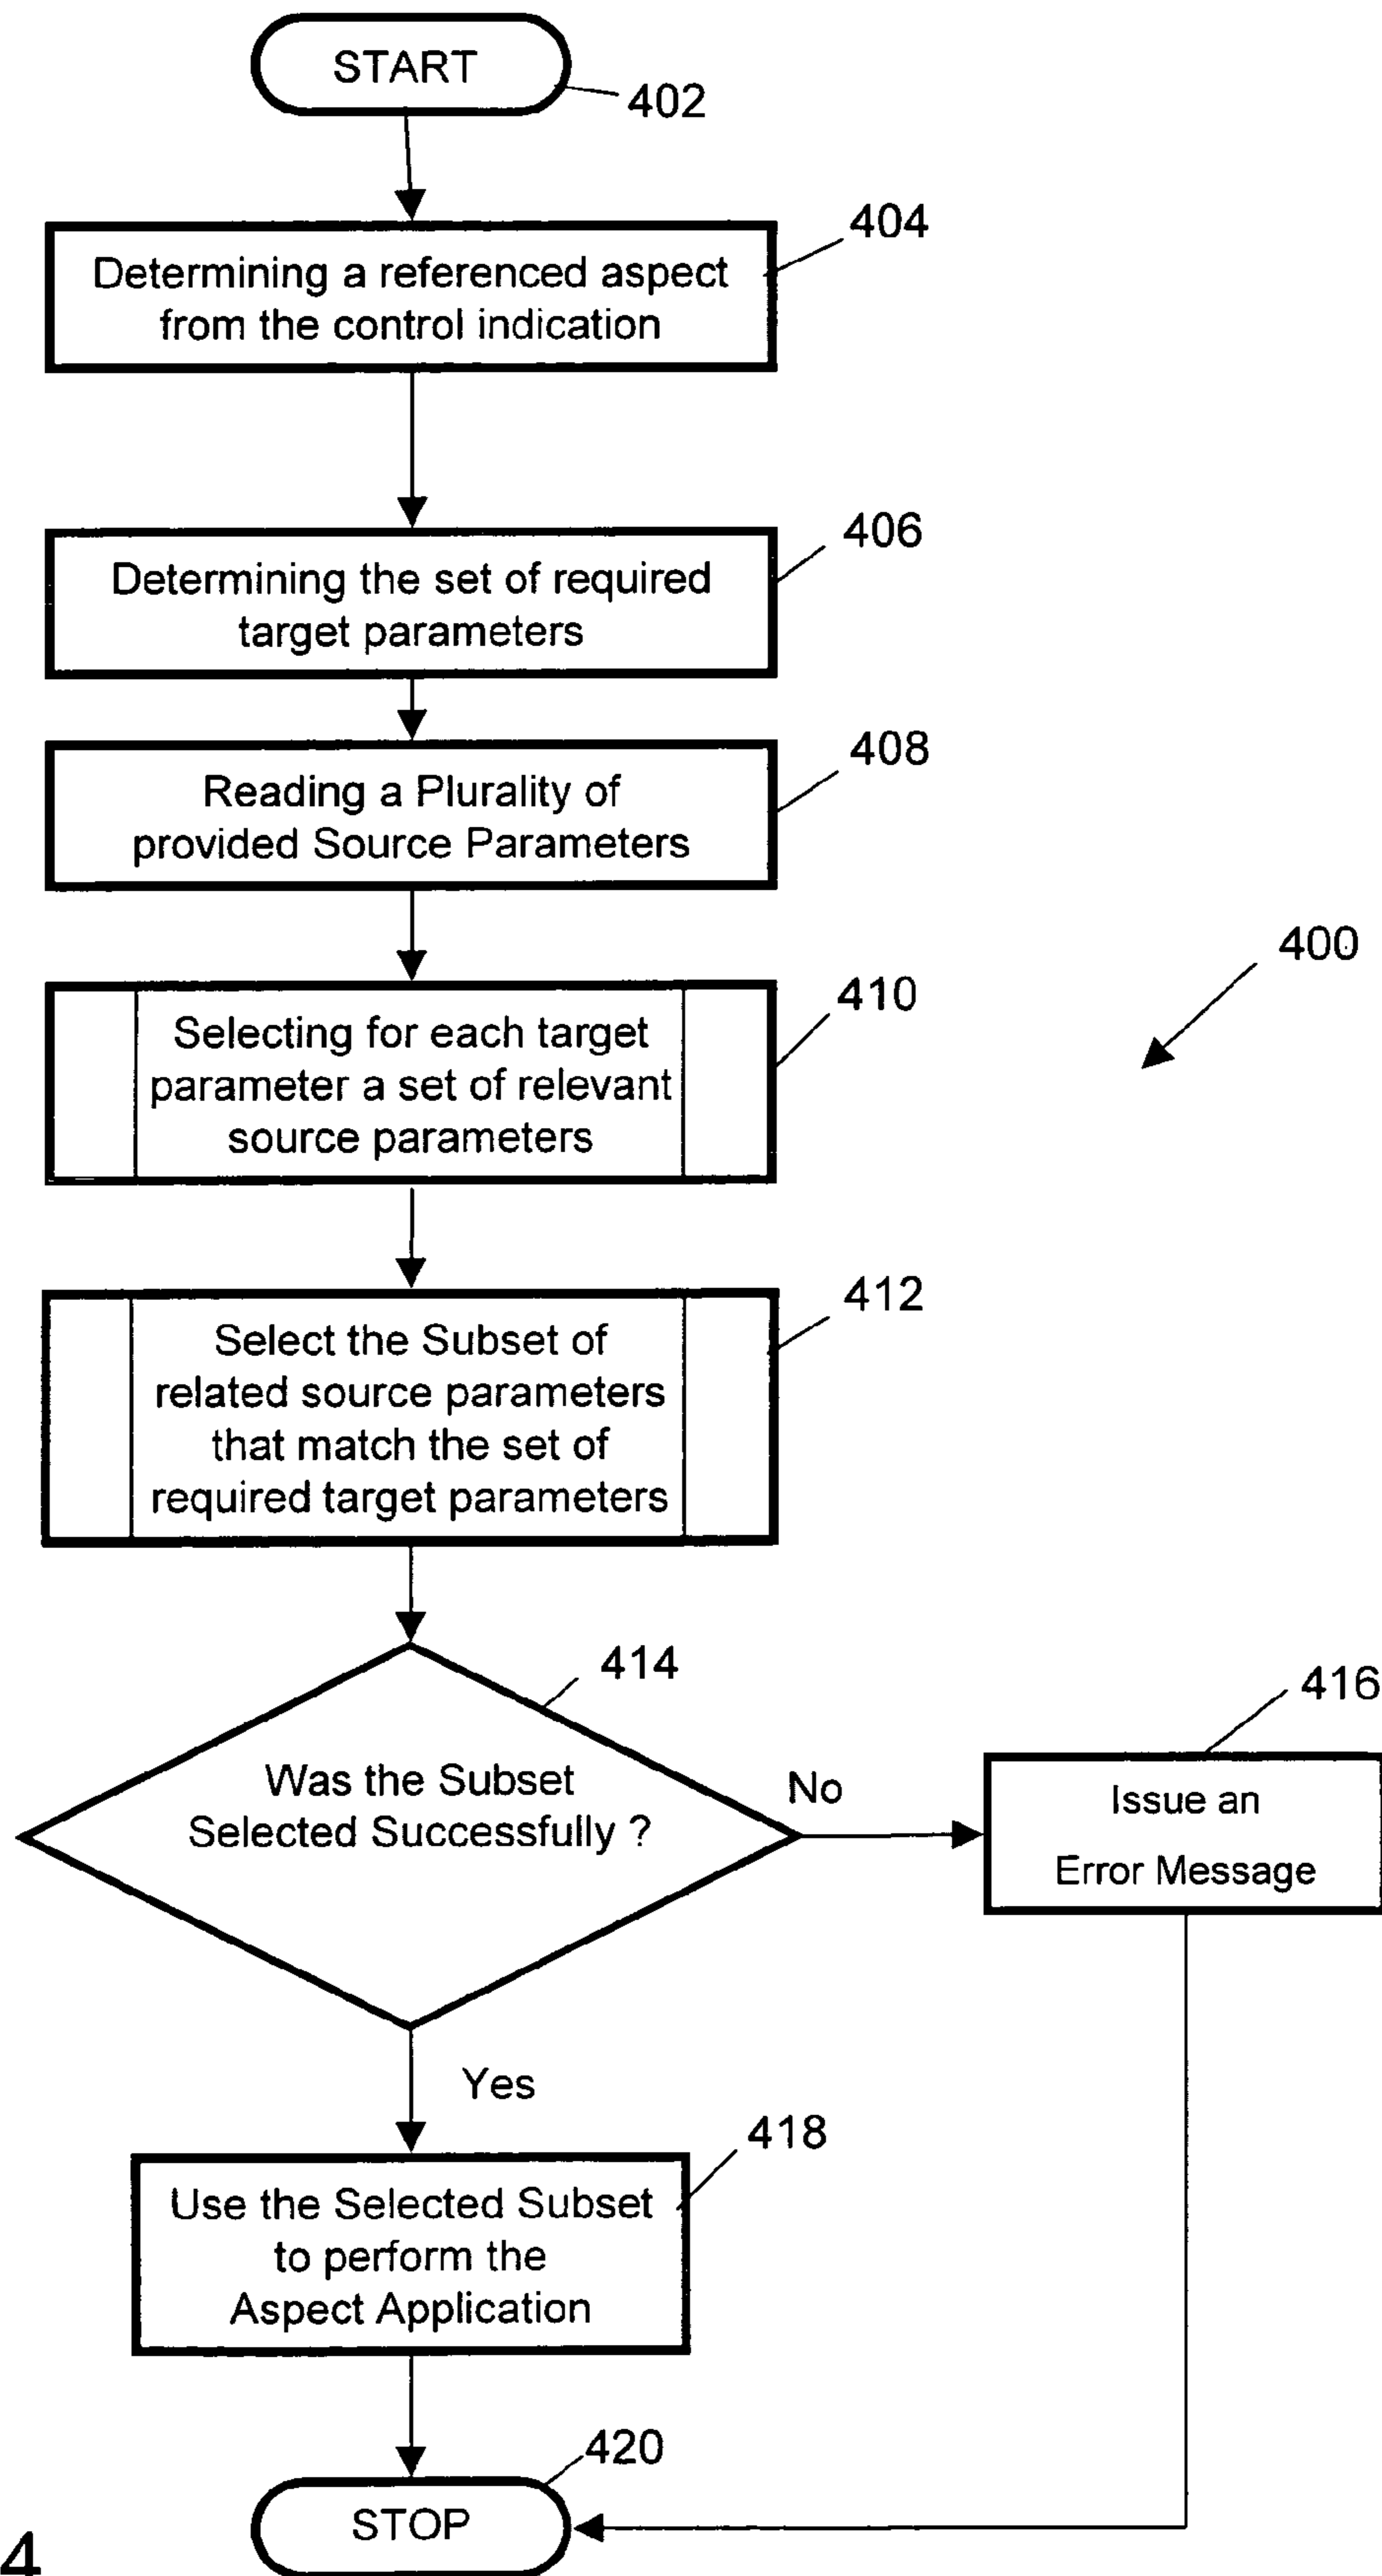 START
402
404
Determining a referenced aspect
from the control indication
406
Determining the set of required
target parameters
408
Reading a Plurality of
provided Source Parameters
400
410
Selecting for each target
parameter a set of relevant
source parameters
412
Select the Subset of
related source parameters
that match the set of
required target parameters
414
416
Was the Subset
Selected Successfully ?
No
Issue an
Error Message
Yes
418
Use the Selected Subset
to perform the
Aspect Application
420
STOP
4